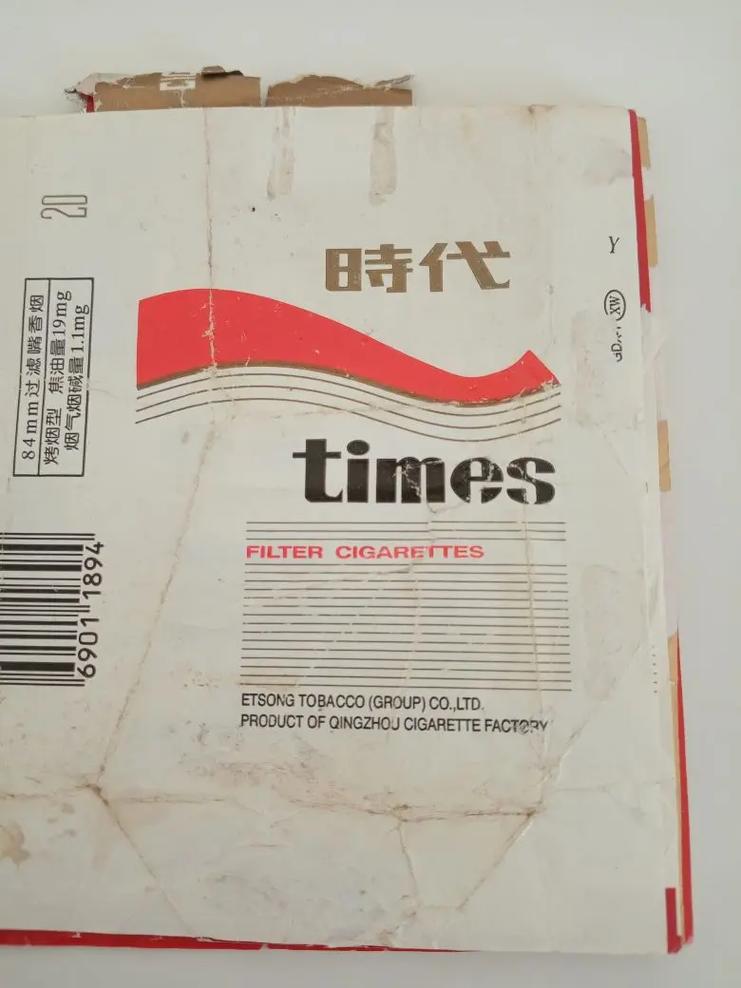 時代
times
FILTER CIGARETTES
ETSONG TOBACCO (GROUP) CO.,LTD.
PRODUCT OF QINGZHOU CIGARETTE FACTORY
20
84mm过滤嘴香烟
烤烟型 焦油量19mg
烟气烟碱量1.1mg
6901 1894
Y
XW